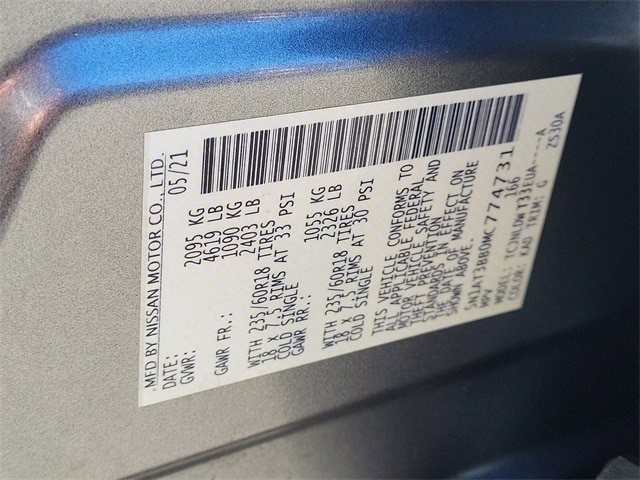 MFD BY NISSAN MOTOR CO., LTD.
DATE: 05/21
GVWR: 2095 KG
4619 LB
GAWR FR.: 1090 KG
2403 LB
WITH 235/60R18 TIRES
18 X 7.5 RIMS AT 33 PSI
COLD SINGLE
GAWR RR.: 1055 KG
2326 LB
WITH 235/60R18 TIRES
18 X 7.5 RIMS AT 30 PSI
COLD SINGLE
THIS VEHICLE CONFORMS TO
ALL APPLICABLE FEDERAL
MOTOR VEHICLE SAFETY AND
THEFT PREVENTION
STANDARDS IN EFFECT ON
THE DATE OF MANUFACTURE
SHOWN ABOVE.
5N1AT3BB0MC774731
MPV 166
MODEL: TCJNLDWT33EUA----A
COLOR: KAD TRIM: G 2S30A